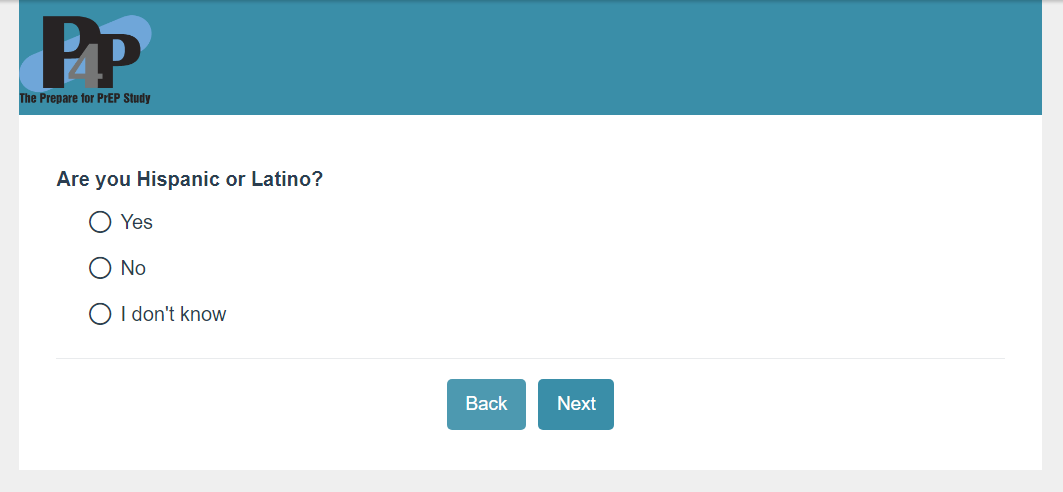 P4P
The Prepare for PrEP Study
Are you Hispanic or Latino?
Yes
No
I don't know
Back Next